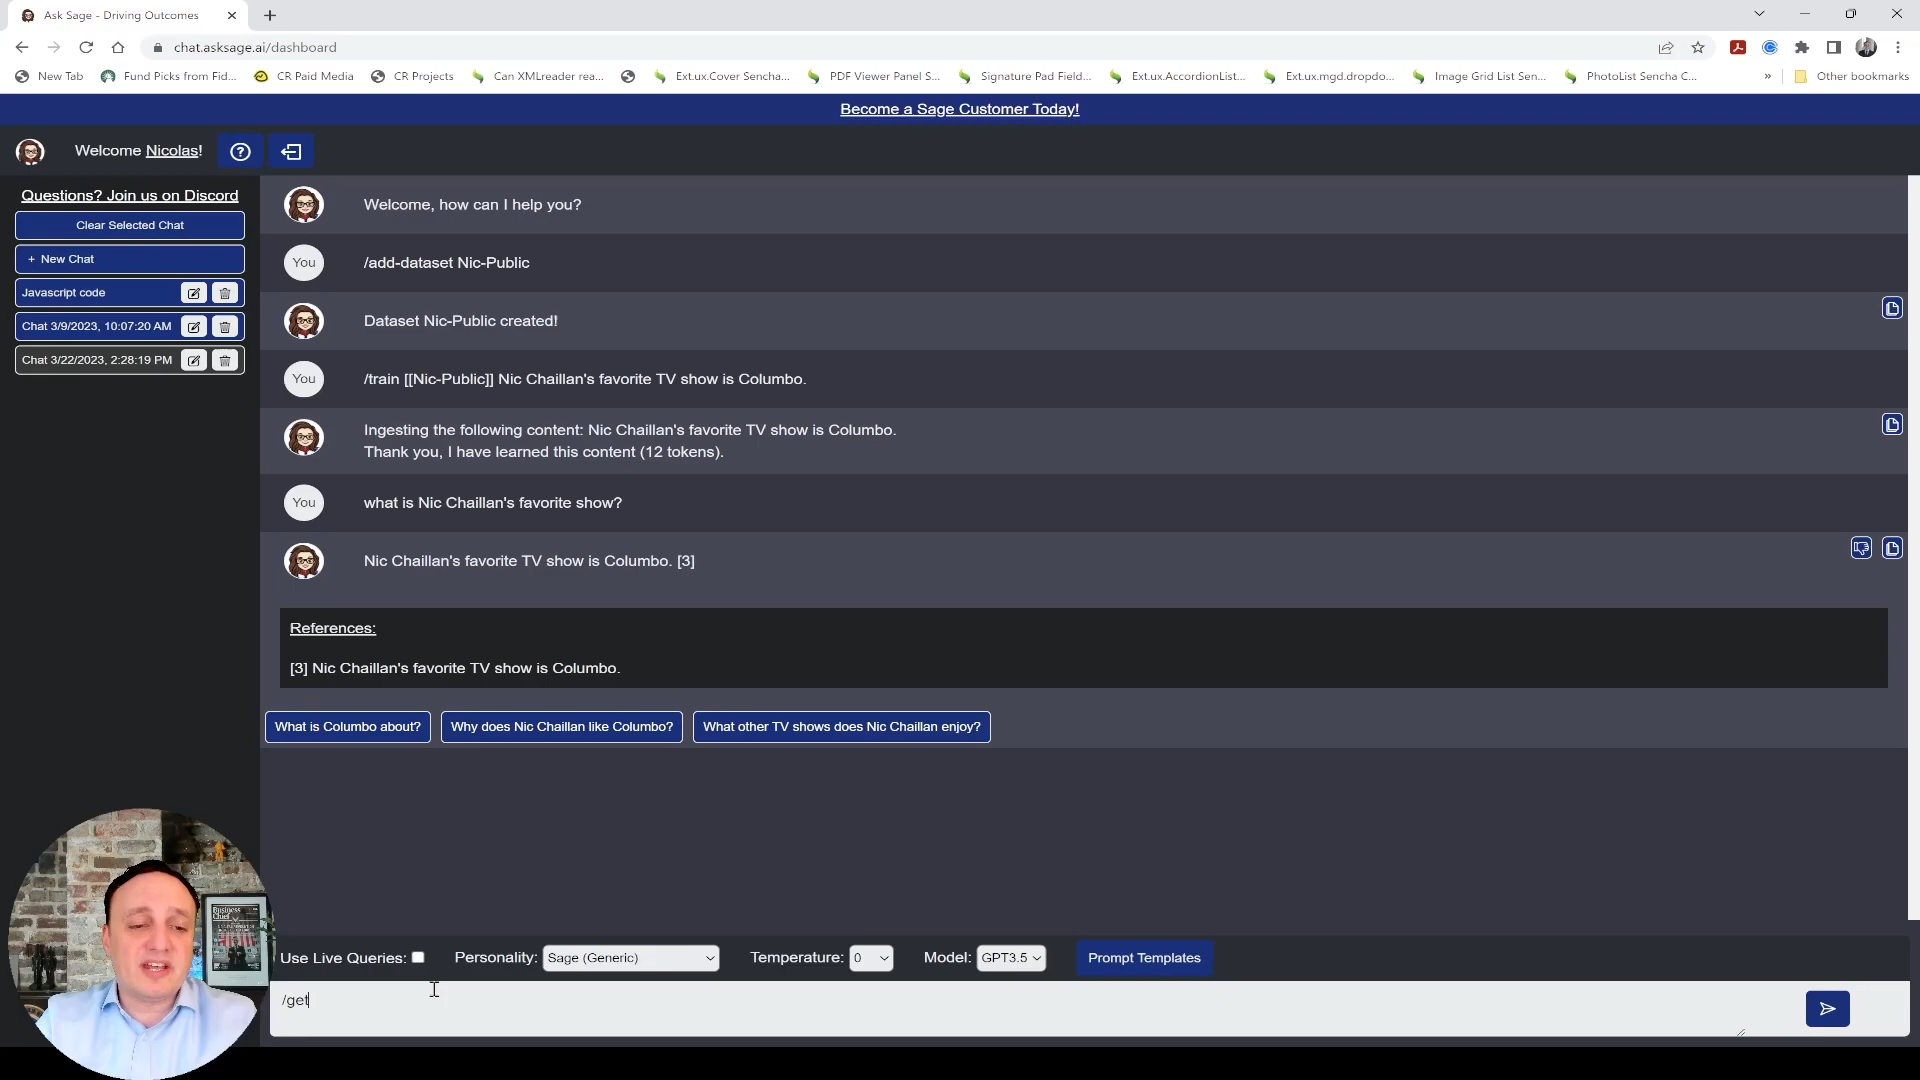 Ask Sage - Driving Outcomes
chat.asksage.ai/dashboard
New Tab
Fund Picks from Fid...
CR Paid Media
CR Projects
Can XMLreader rea...
Ext.ux.Cover Sencha...
PDF Viewer Panel S...
Signature Pad Field...
Ext.ux.AccordionList...
Ext.ux.mgd.dropdo...
Image Grid List Sen...
PhotoList Sencha C...
»
Other bookmarks
Become a Sage Customer Today!
Welcome Nicolas!
Questions? Join us on Discord
Clear Selected Chat
+ New Chat
Javascript code
Chat 3/9/2023, 10:07:20 AM
Chat 3/22/2023, 2:28:19 PM
Welcome, how can I help you?
You
/add-dataset Nic-Public
Dataset Nic-Public created!
You
/train [[Nic-Public]] Nic Chaillan's favorite TV show is Columbo.
Ingesting the following content: Nic Chaillan's favorite TV show is Columbo.
Thank you, I have learned this content (12 tokens).
You
what is Nic Chaillan's favorite show?
Nic Chaillan's favorite TV show is Columbo. [3]
References:
[3] Nic Chaillan's favorite TV show is Columbo.
What is Columbo about?
Why does Nic Chaillan like Columbo?
What other TV shows does Nic Chaillan enjoy?
Business
Chief
Use Live Queries:
Personality: Sage (Generic)
Temperature: 0
Model: GPT3.5
Prompt Templates
/get